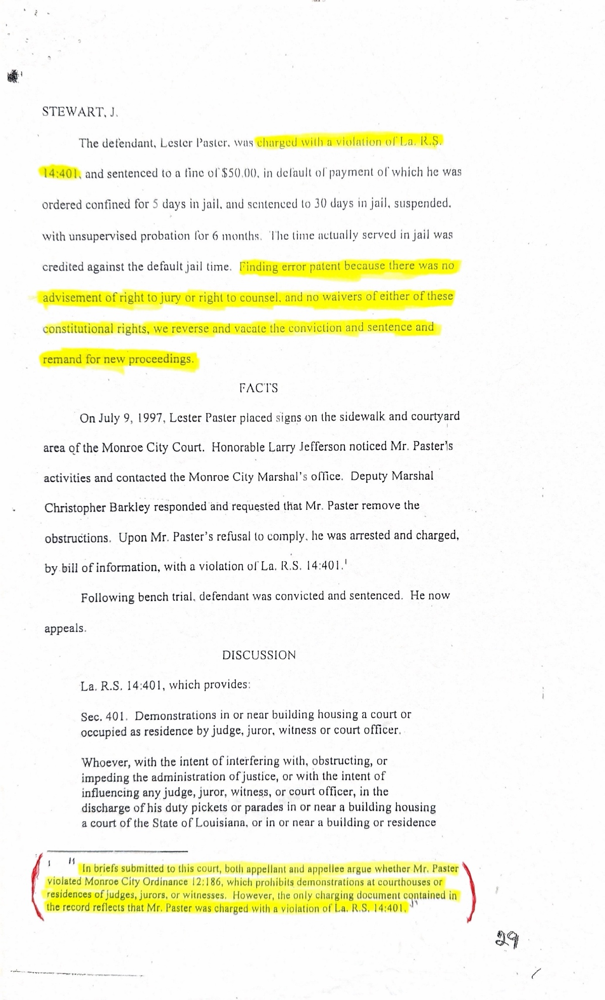 STEWART, J.
The defendant, Lester Paster, was charged with a violation of La. R.S.
14:401, and sentenced to a fine of $50.00, in default of payment of which he was
ordered confined for 5 days in jail, and sentenced to 30 days in jail, suspended,
with unsupervised probation for 6 months. The time actually served in jail was
credited against the default jail time. Finding error patent because there was no
advisement of right to jury or right to counsel, and no waivers of either of these
constitutional rights, we reverse and vacate the conviction and sentence and
remand for new proceedings.
FACTS
On July 9, 1997, Lester Paster placed signs on the sidewalk and courtyard
area of the Monroe City Court. Honorable Larry Jefferson noticed Mr. Paster's
activities and contacted the Monroe City Marshal's office. Deputy Marshal
Christopher Barkley responded and requested that Mr. Paster remove the
obstructions. Upon Mr. Paster's refusal to comply, he was arrested and charged,
by bill of information, with a violation of La. R.S. 14:401.¹
Following bench trial, defendant was convicted and sentenced. He now
appeals.
DISCUSSION
La. R.S. 14:401, which provides:
Sec. 401. Demonstrations in or near building housing a court or
occupied as residence by judge, juror, witness or court officer.
Whoever, with the intent of interfering with, obstructing, or
impeding the administration of justice, or with the intent of
influencing any judge, juror, witness, or court officer, in the
discharge of his duty pickets or parades in or near a building housing
a court of the State of Louisiana, or in or near a building or residence
¹ " In briefs submitted to this court, both appellant and appellee argue whether Mr. Paster
violated Monroe City Ordinance 12:186, which prohibits demonstrations at courthouses or
residences of judges, jurors, or witnesses. However, the only charging document contained in
the record reflects that Mr. Paster was charged with a violation of La. R.S. 14:401. "
29